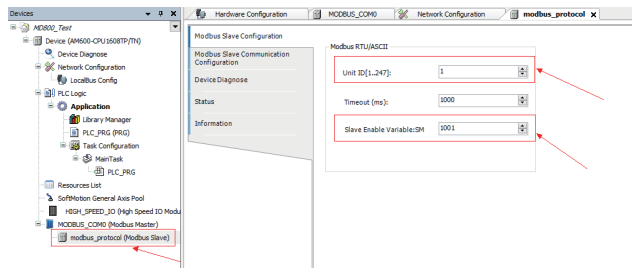 Devices
MD800_Test
Device (AM600-CPU1608TP/TN)
Device Diagnose
Network Configuration
LocalBus Config
PLC Logic
Application
Library Manager
PLC_PRG (PRG)
Task Configuration
MainTask
PLC_PRG
Resources List
SoftMotion General Axis Pool
HIGH_SPEED_IO (High Speed IO Modu
MODBUS_COM0 (Modbus Master)
modbus_protocol (Modbus Slave)
Hardware Configuration
MODBUS_COM0
Network Configuration
modbus_protocol
Modbus Slave Configuration
Modbus Slave Communication
Configuration
Device Diagnose
Status
Information
Modbus RTU/ASCII
Unit ID[1..247]: 1
Timeout (ms): 1000
Slave Enable Variable:SM 1001